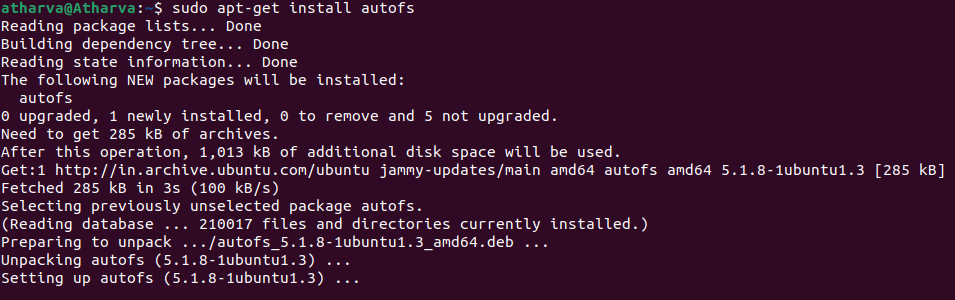 atharva@Atharva:~$ sudo apt-get install autofs
Reading package lists... Done
Building dependency tree... Done
Reading state information... Done
The following NEW packages will be installed:
  autofs
0 upgraded, 1 newly installed, 0 to remove and 5 not upgraded.
Need to get 285 kB of archives.
After this operation, 1,013 kB of additional disk space will be used.
Get:1 http://in.archive.ubuntu.com/ubuntu jammy-updates/main amd64 autofs amd64 5.1.8-1ubuntu1.3 [285 kB]
Fetched 285 kB in 3s (100 kB/s)
Selecting previously unselected package autofs.
(Reading database ... 210017 files and directories currently installed.)
Preparing to unpack .../autofs_5.1.8-1ubuntu1.3_amd64.deb ...
Unpacking autofs (5.1.8-1ubuntu1.3) ...
Setting up autofs (5.1.8-1ubuntu1.3) ...